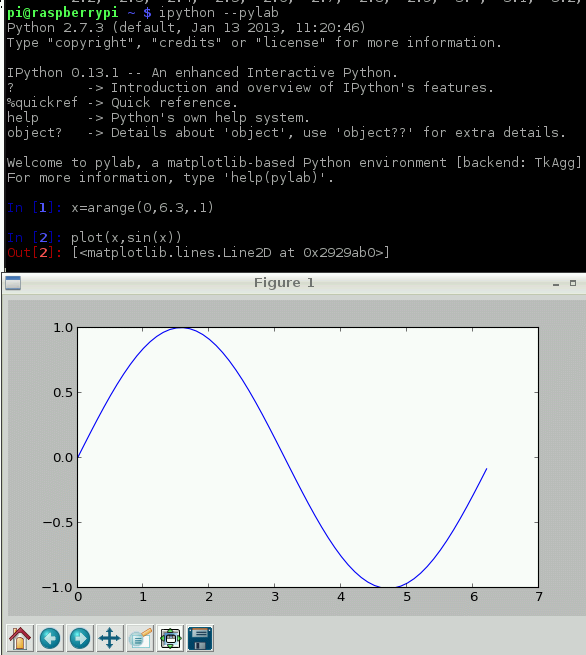 pi@raspberrypi ~ $ ipython --pylab
Python 2.7.3 (default, Jan 13 2013, 11:20:46)
Type "copyright", "credits" or "license" for more information.
IPython 0.13.1 -- An enhanced Interactive Python.
?         -> Introduction and overview of IPython's features.
%quickref -> Quick reference.
help      -> Python's own help system.
object?   -> Details about 'object', use 'object??' for extra details.
Welcome to pylab, a matplotlib-based Python environment [backend: TkAgg]
For more information, type 'help(pylab)'.
In [1]: x=arange(0,6.3,.1)
In [2]: plot(x,sin(x))
Out[2]: [<matplotlib.lines.Line2D at 0x2929ab0>]
Figure 1
1.0
0.5
0.0
−0.5
−1.0
0 1 2 3 4 5 6 7